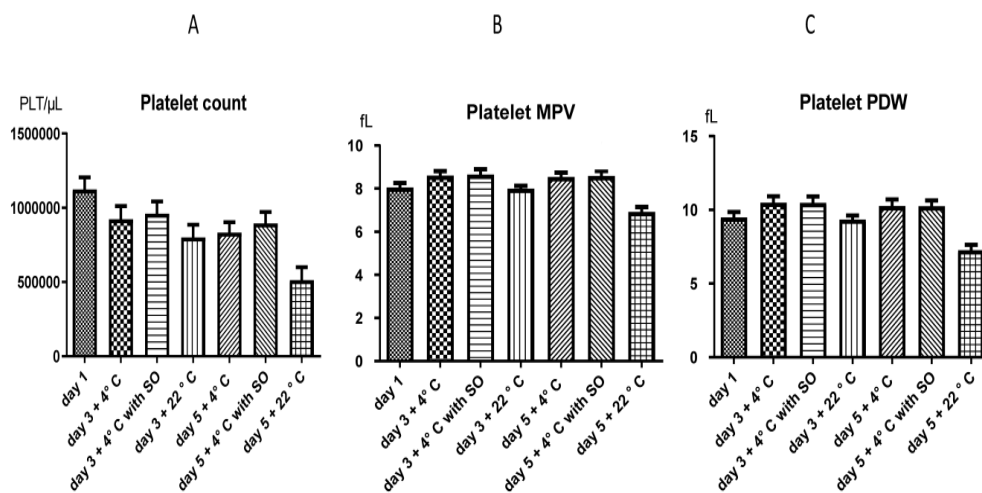 A
B
C
PLT/µL
Platelet count
1500000
1000000
500000
0
day 1
day 3 + 4° C
day 3 + 4° C with SO
day 3 + 22 ° C
day 5 + 4° C
day 5 + 4° C with SO
day 5 + 22 ° C
fL
Platelet MPV
10
8
6
4
2
0
day 1
day 3 + 4° C
day 3 + 4° C with SO
day 3 + 22° C
day 5 + 4° C
day 5 + 4° C with SO
day 5 + 22 ° C
fL
Platelet PDW
15
10
5
0
day 1
day 3 + 4° C
day 3 + 4° C with SO
day 3 + 22° C
day 5 + 4° C
day 5 + 4° C with SO
day 5 + 22 ° C